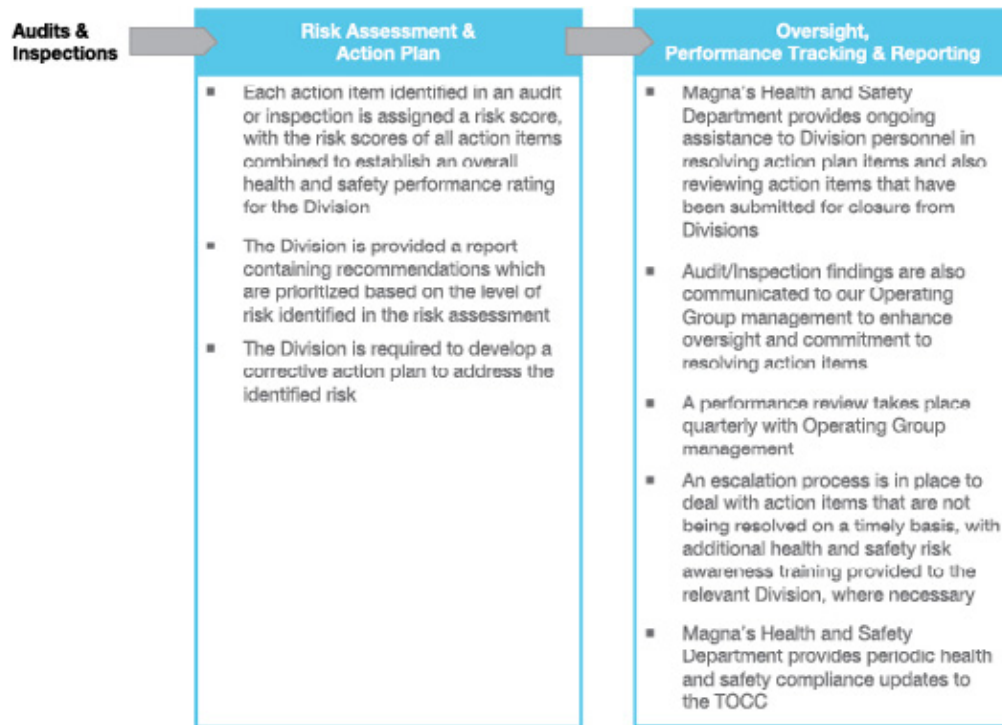 Audits &
Inspections
Risk Assessment &
Action Plan
▪ Each action item identified in an audit
or inspection is assigned a risk score,
with the risk scores of all action items
combined to establish an overall
health and safety performance rating
for the Division
▪ The Division is provided a report
containing recommendations which
are prioritized based on the level of
risk identified in the risk assessment
▪ The Division is required to develop a
corrective action plan to address the
identified risk
Oversight,
Performance Tracking & Reporting
▪ Magna's Health and Safety
Department provides ongoing
assistance to Division personnel in
resolving action plan items and also
reviewing action items that have
been submitted for closure from
Divisions
▪ Audit/Inspection findings are also
communicated to our Operating
Group management to enhance
oversight and commitment to
resolving action items
▪ A performance review takes place
quarterly with Operating Group
management
▪ An escalation process is in place to
deal with action items that are not
being resolved on a timely basis, with
additional health and safety risk
awareness training provided to the
relevant Division, where necessary
▪ Magna's Health and Safety
Department provides periodic health
and safety compliance updates to
the TOCC